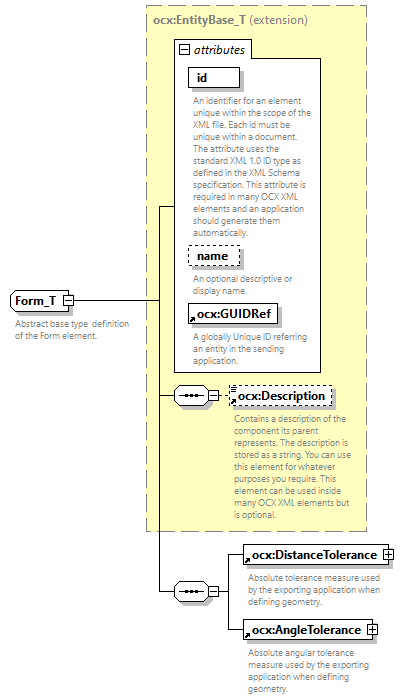 ocx:EntityBase_T (extension)
attributes
id
An identifier for an element
unique within the scope of the
XML file. Each id must be
unique within a document.
The attribute uses the
standard XML 1.0 ID type as
defined in the XML Schema
specification. This attribute is
required in many OCX XML
elements and an application
should generate them
automatically.
name
An optional descriptive or
display name.
ocx:GUIDRef
A globally Unique ID referring
an entity in the sending
application.
Form_T
Abstract base type  definition
of the Form element.
ocx:Description
Contains a description of the
component its parent
represents. The description is
stored as a string. You can use
this element for whatever
purposes you require. This
element can be used inside
many OCX XML elements but
is optional.
ocx:DistanceTolerance
Absolute tolerance measure used
by the exporting application when
defining geometry.
ocx:AngleTolerance
Absolute angular tolerance
measure used by the exporting
application when defining
geometry.